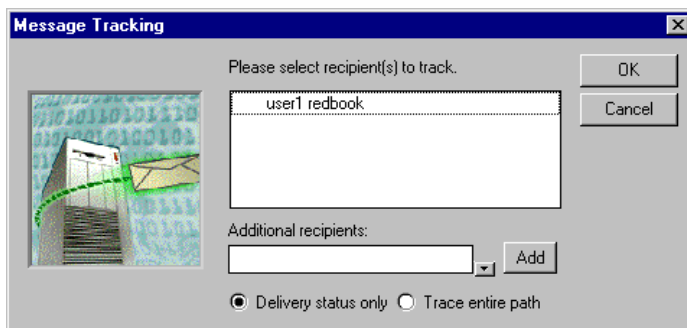 Message Tracking
Please select recipient(s) to track.
OK
user1 redbook
Cancel
Additional recipients:
Add
Delivery status only Trace entire path